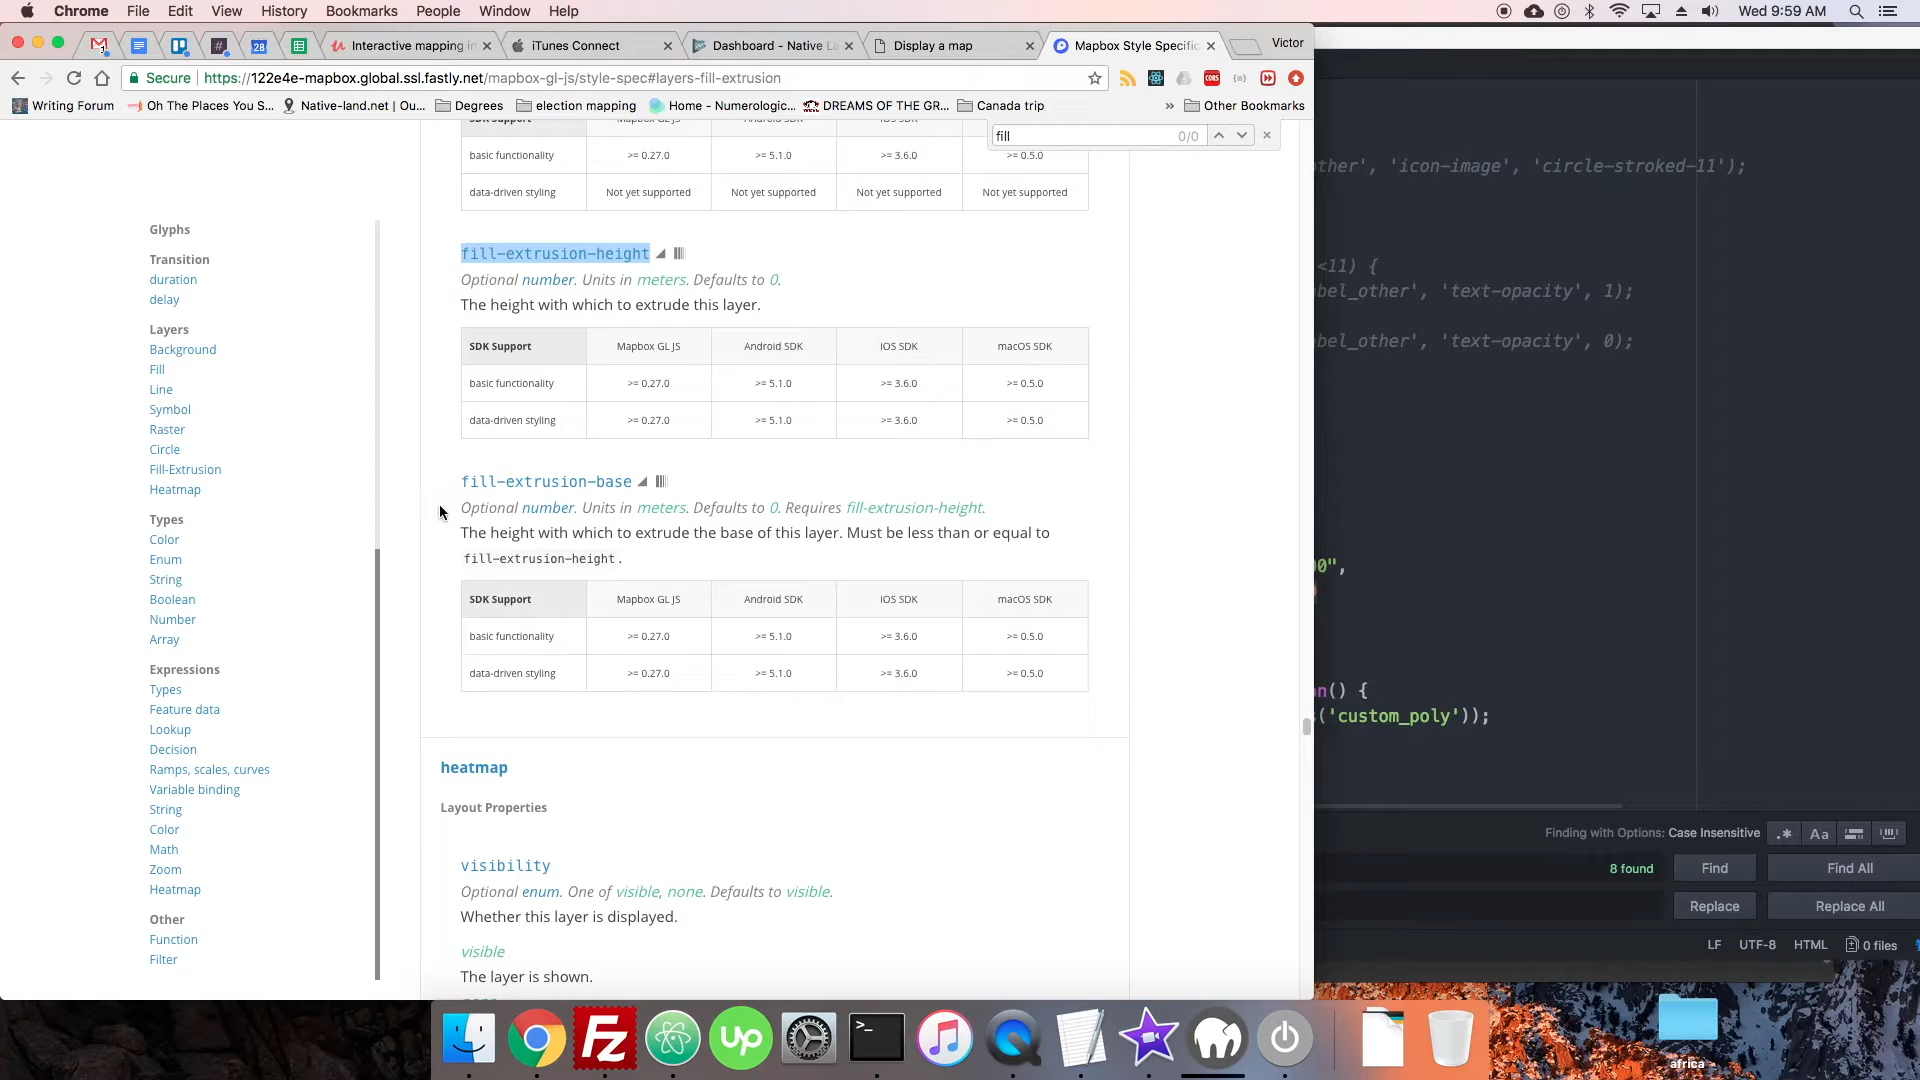 Chrome File Edit View History Bookmarks People Window Help Wed 9:59 AM
28 Interactive mapping in iTunes Connect Dashboard - Native La Display a map Mapbox Style Specific Victor
Secure https://122e4e-mapbox.global.ssl.fastly.net/mapbox-gl-js/style-spec#layers-fill-extrusion
Writing Forum Oh The Places You S... Native-land.net | Ou... Degrees election mapping Home - Numerologic... DREAMS OF THE GR... Canada trip » Other Bookmarks
fill 0/0
SDK Support Mapbox GL JS Android SDK iOS SDK
basic functionality >= 0.27.0 >= 5.1.0 >= 3.6.0 >= 0.5.0
data-driven styling Not yet supported Not yet supported Not yet supported Not yet supported
fill-extrusion-height
Optional number. Units in meters. Defaults to 0.
The height with which to extrude this layer.
SDK Support Mapbox GL JS Android SDK iOS SDK macOS SDK
basic functionality >= 0.27.0 >= 5.1.0 >= 3.6.0 >= 0.5.0
data-driven styling >= 0.27.0 >= 5.1.0 >= 3.6.0 >= 0.5.0
fill-extrusion-base
Optional number. Units in meters. Defaults to 0. Requires fill-extrusion-height.
The height with which to extrude the base of this layer. Must be less than or equal to
fill-extrusion-height.
SDK Support Mapbox GL JS Android SDK iOS SDK macOS SDK
basic functionality >= 0.27.0 >= 5.1.0 >= 3.6.0 >= 0.5.0
data-driven styling >= 0.27.0 >= 5.1.0 >= 3.6.0 >= 0.5.0
heatmap
Layout Properties
visibility
Optional enum. One of visible, none. Defaults to visible.
Whether this layer is displayed.
visible
The layer is shown.
Glyphs
Transition
duration
delay
Layers
Background
Fill
Line
Symbol
Raster
Circle
Fill-Extrusion
Heatmap
Types
Color
Enum
String
Boolean
Number
Array
Expressions
Types
Feature data
Lookup
Decision
Ramps, scales, curves
Variable binding
String
Color
Math
Zoom
Heatmap
Other
Function
Filter
ther', 'icon-image', 'circle-stroked-11');
<11) {
bel_other', 'text-opacity', 1);
bel_other', 'text-opacity', 0);
00",
on() {
('custom_poly'));
Finding with Options: Case Insensitive .* Aa
8 found Find Find All
Replace Replace All
LF UTF-8 HTML 0 files
Fz up >_
africa